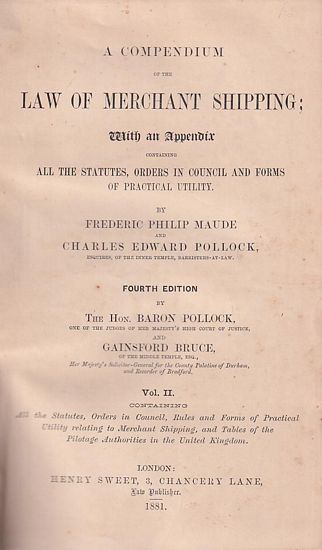 A COMPENDIUM
OF THE
LAW OF MERCHANT SHIPPING;
With an Appendix
CONTAINING
ALL THE STATUTES, ORDERS IN COUNCIL AND FORMS
OF PRACTICAL UTILITY.
BY
FREDERIC PHILIP MAUDE
AND
CHARLES EDWARD POLLOCK,
ESQUIRES, OF THE INNER TEMPLE, BARRISTERS-AT-LAW.
FOURTH EDITION
BY
THE HON. BARON POLLOCK,
ONE OF THE JUDGES OF HER MAJESTY'S HIGH COURT OF JUSTICE,
AND
GAINSFORD BRUCE,
OF THE MIDDLE TEMPLE, ESQ.,
Her Majesty's Solicitor-General for the County Palatine of Durham,
and Recorder of Bradford.
VOL. II.
CONTAINING
All the Statutes, Orders in Council, Rules and Forms of Practical
Utility relating to Merchant Shipping, and Tables of the
Pilotage Authorities in the United Kingdom.
LONDON:
HENRY SWEET, 3, CHANCERY LANE,
Law Publisher.
1881.